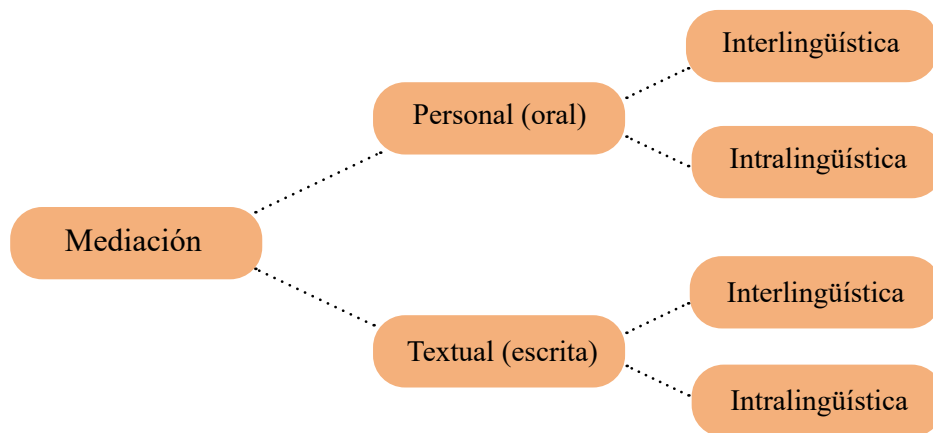 Mediación
Personal (oral)
Interlingüística
Intralingüística
Textual (escrita)
Interlingüística
Intralingüística